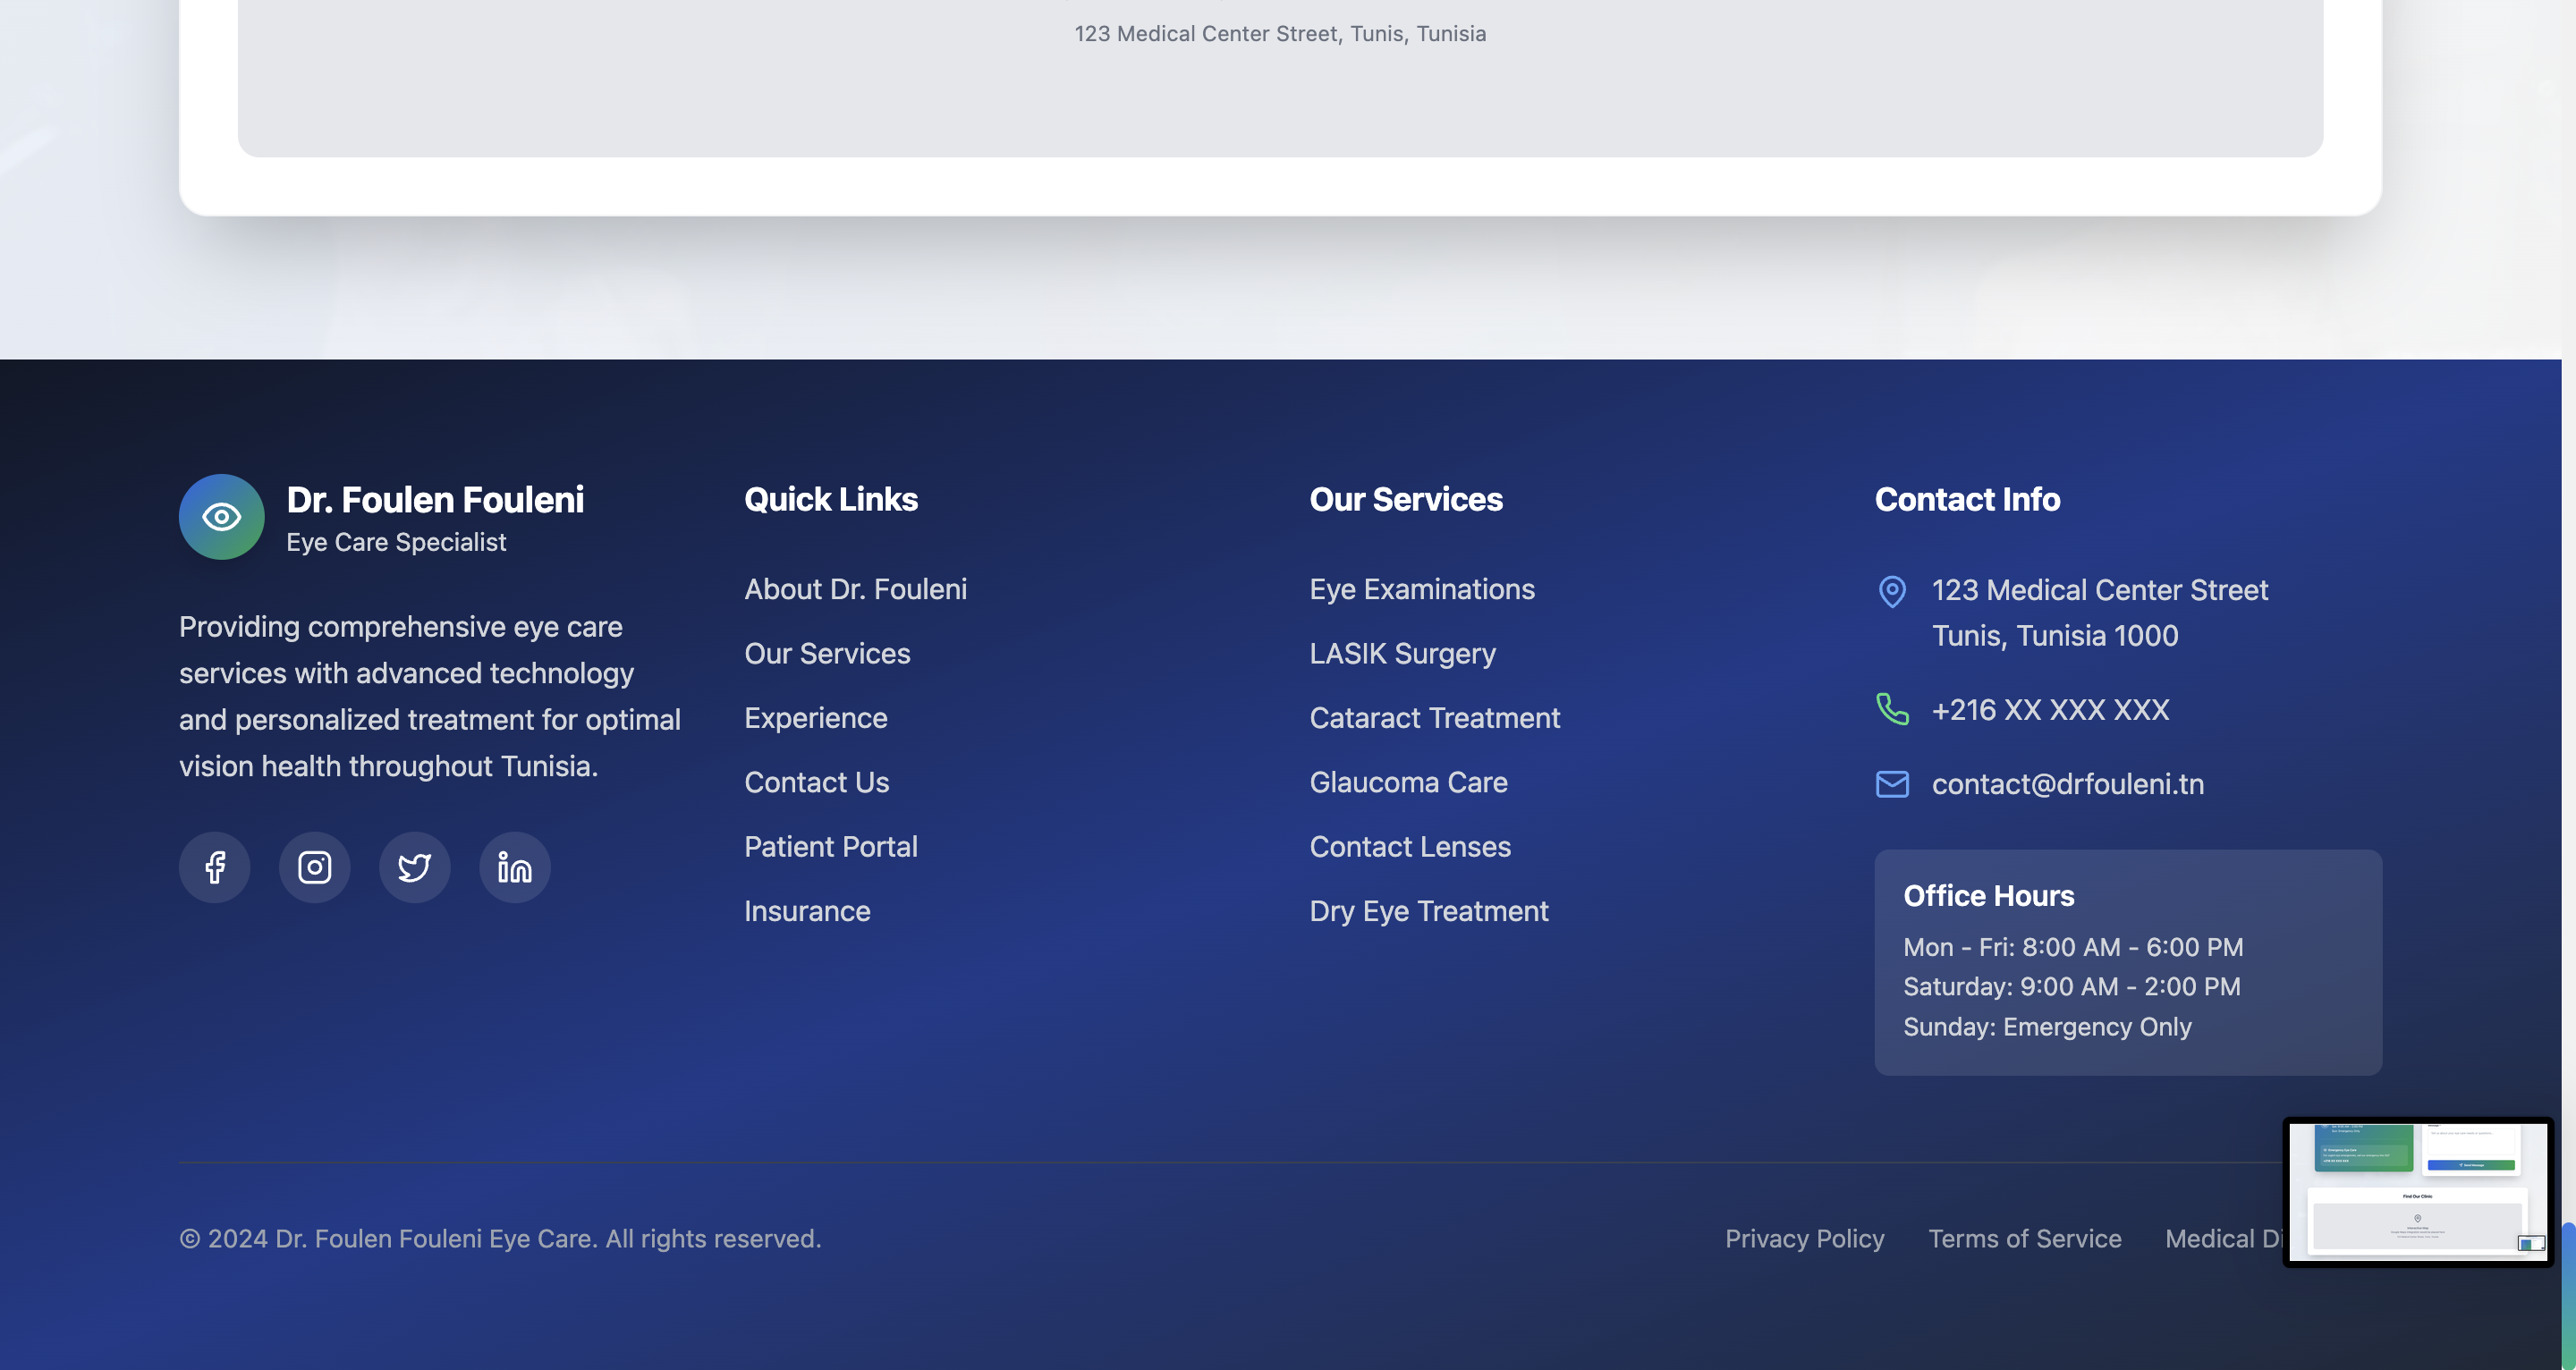 123 Medical Center Street, Tunis, Tunisia
Dr. Foulen Fouleni
Eye Care Specialist
Providing comprehensive eye care
services with advanced technology
and personalized treatment for optimal
vision health throughout Tunisia.
Quick Links
About Dr. Fouleni
Our Services
Experience
Contact Us
Patient Portal
Insurance
Our Services
Eye Examinations
LASIK Surgery
Cataract Treatment
Glaucoma Care
Contact Lenses
Dry Eye Treatment
Contact Info
123 Medical Center Street
Tunis, Tunisia 1000
+216 XX XXX XXX
contact@drfouleni.tn
Office Hours
Mon - Fri: 8:00 AM - 6:00 PM
Saturday: 9:00 AM - 2:00 PM
Sunday: Emergency Only
© 2024 Dr. Foulen Fouleni Eye Care. All rights reserved.
Privacy Policy
Terms of Service
Medical
Find Our Clinic